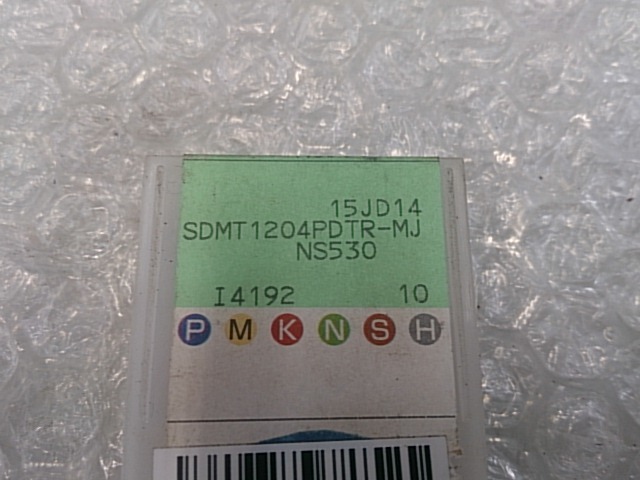 15JD14
SDMT1204PDTR-MJ
NS530
I4192 10
P M K N S H